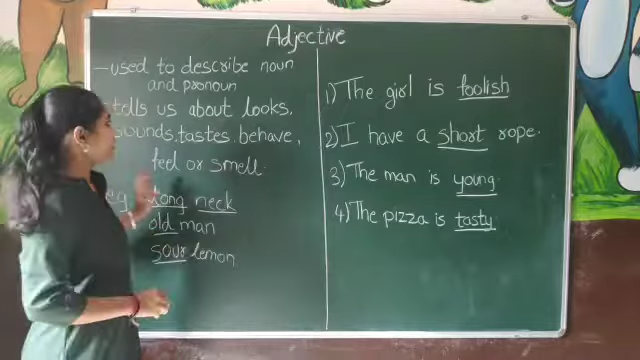 Adjective
-used to describe noun
and pronoun
tells us about looks,
sounds, tastes, behave,
feel or smell.
eg long neck
old man
sour lemon.
1) The girl is foolish
2) I have a short rope.
3) The man is young.
4) The pizza is tasty